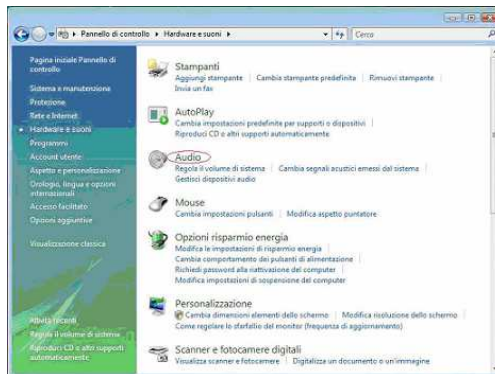 Pannello di controllo ▸ Hardware e suoni ▸
Cerca
Pagina iniziale Pannello di
controllo
Sistema e manutenzione
Protezione
Rete e Internet
Hardware e suoni
Programmi
Account utente
Aspetto e personalizzazione
Orologio, lingua e opzioni
internazionali
Accesso facilitato
Opzioni aggiuntive
Visualizzazione classica
Attività recenti
Regola il volume di sistema
Riproduci CD o altri supporti
automaticamente
Stampanti
Aggiungi stampante | Cambia stampante predefinita | Rimuovi stampante |
Invia un fax
AutoPlay
Cambia impostazioni predefinite per supporti o dispositivi |
Riproduci CD o altri supporti automaticamente
Audio
Regola il volume di sistema | Cambia segnali acustici emessi dal sistema |
Gestisci dispositivi audio
Mouse
Cambia impostazioni pulsanti | Modifica aspetto puntatore
Opzioni risparmio energia
Modifica le impostazioni di risparmio energia |
Cambia comportamento dei pulsanti di alimentazione |
Richiedi password alla riattivazione del computer |
Modifica impostazioni di sospensione del computer
Personalizzazione
Cambia dimensioni elementi dello schermo | Modifica risoluzione dello schermo |
Come regolare lo sfarfallio del monitor (frequenza di aggiornamento)
Scanner e fotocamere digitali
Visualizza scanner e fotocamere | Digitalizza un documento o un'immagine